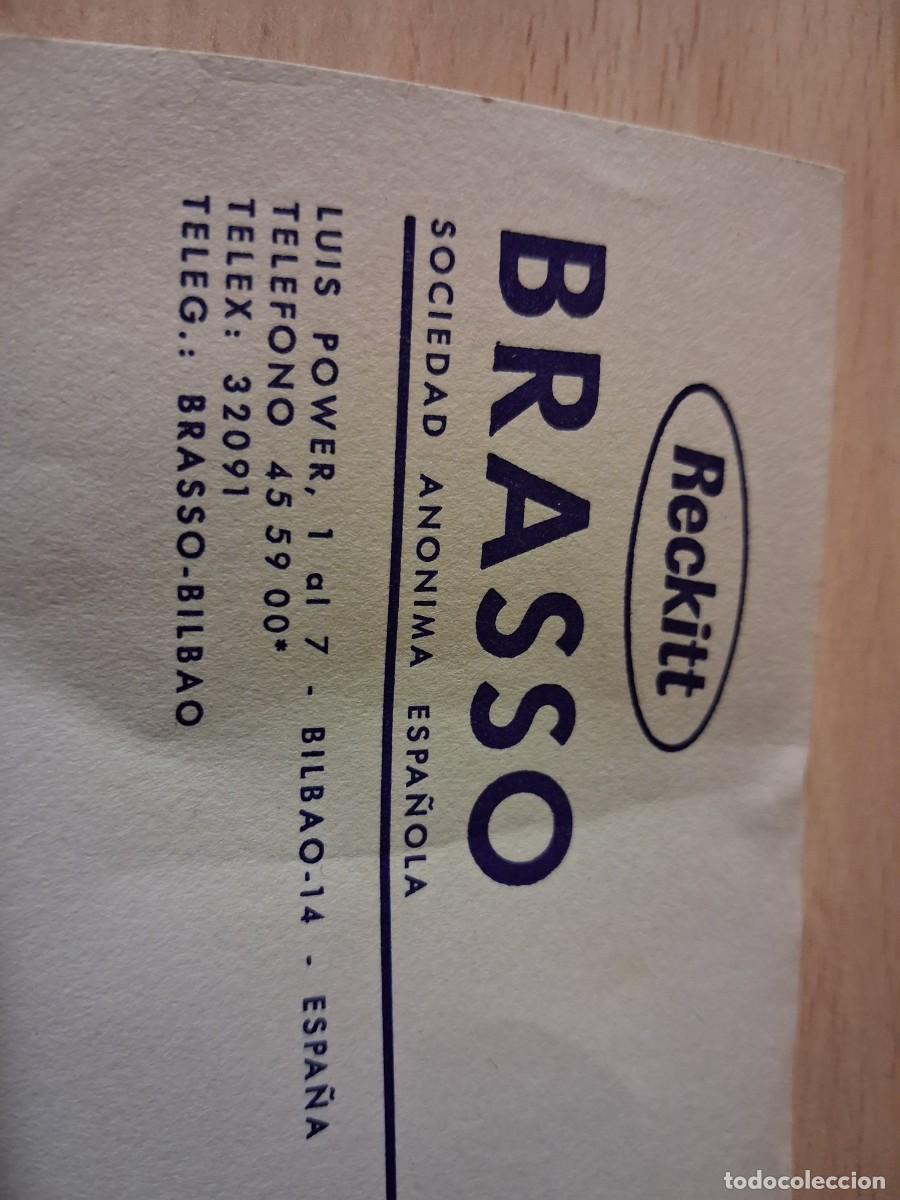 Reckitt
BRASSO
SOCIEDAD ANONIMA ESPAÑOLA
LUIS POWER, 1 al 7 - BILBAO-14 - ESPAÑA
TELEFONO 45 59 00*
TELEX: 32091
TELEG.: BRASSO-BILBAO
todocoleccion